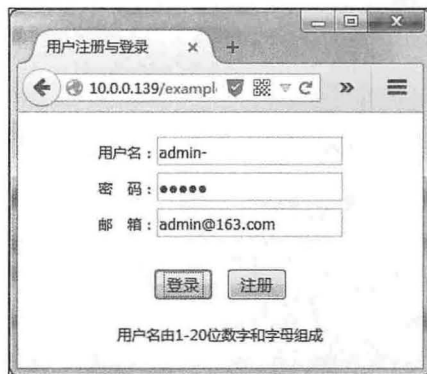 用户注册与登录
10.0.0.139/exampl
用户名：admin-
密 码：●●●●●
邮 箱：admin@163.com
登录 注册
用户名由1-20位数字和字母组成